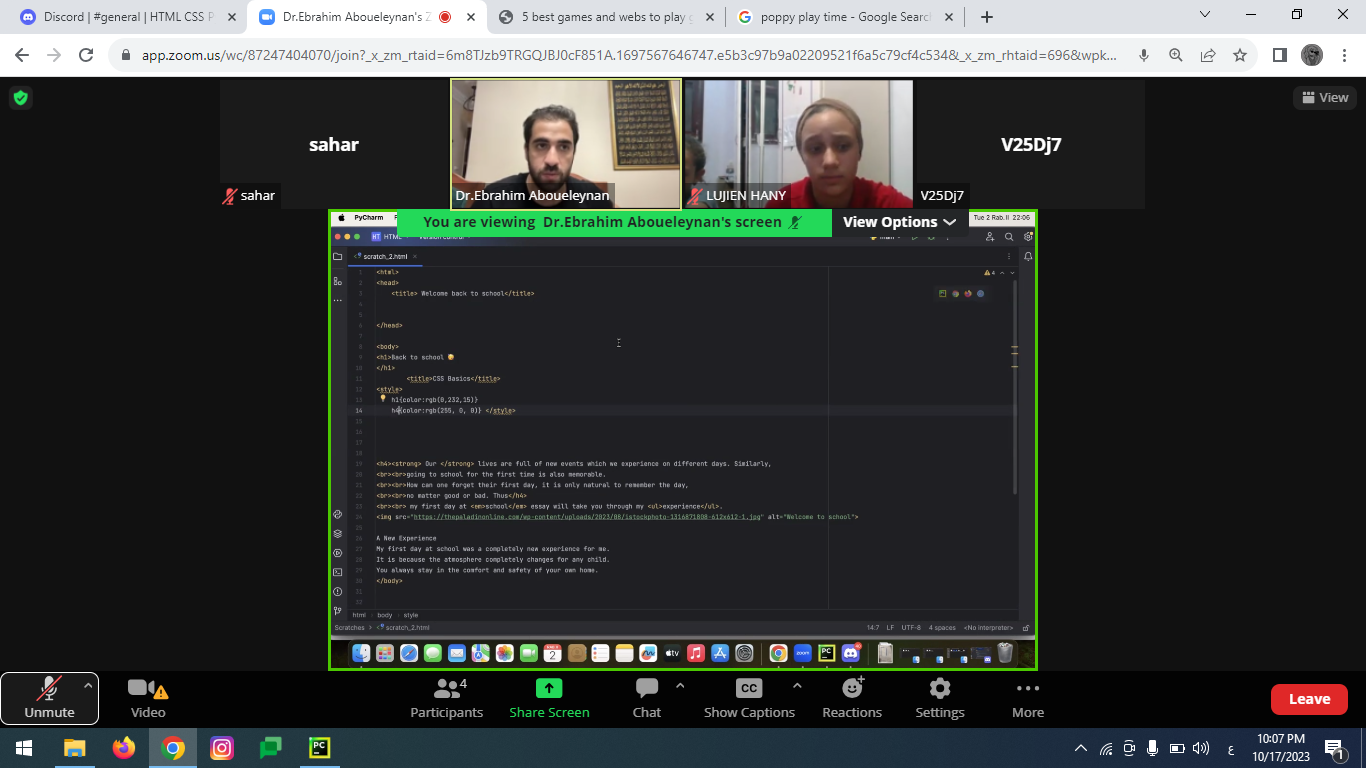 Discord | #general | HTML CSS P
Dr.Ebrahim Aboueleynan's Z
5 best games and webs to play g
poppy play time - Google Search
app.zoom.us/wc/87247404070/join?_x_zm_rtaid=6m8TJzb9TRGQJBJ0cF851A.1697567646747.e5b3c97b9a02209521f6a5c79cf4c534&_x_zm_rhtaid=696&wpk...
View
sahar
V25Dj7
sahar
Dr.Ebrahim Aboueleynan
LUJIEN HANY
V25Dj7
You are viewing Dr.Ebrahim Aboueleynan's screen
View Options
PyCharm
Tue 2 Rab. II 22:06
HT HTML
Version control
main
scratch_2.html
4
1 <html>
2 <head>
3 <title> Welcome back to school</title>
4
5
6 </head>
7
8 <body>
9 <h1>Back to school
10 </h1>
11 <title>CSS Basics</title>
12 <style>
13 h1{color:rgb(0,232,15)}
14 h4{color:rgb(255, 0, 0)} </style>
15
16
17
18
19 <h4><strong> Our </strong> lives are full of new events which we experience on different days. Similarly,
20 <br><br>going to school for the first time is also memorable.
21 <br><br>How can one forget their first day, it is only natural to remember the day,
22 <br><br>no matter good or bad. Thus</h4>
23 <br><br> my first day at <em>school</em> essay will take you through my <ul>experience</ul>.
24 <img src="https://thepaladinonline.com/wp-content/uploads/2023/08/istockphoto-1316871808-612x612-1.jpg" alt="Welcome to school">
25
26 A New Experience
27 My first day at school was a completely new experience for me.
28 It is because the atmosphere completely changes for any child.
29 You always stay in the comfort and safety of your own home.
30 </body>
31
32
html body style
Scratches scratch_2.html
14:7 LF UTF-8 4 spaces <No interpreter>
4
Unmute
Video
Participants
Share Screen
Chat
CC
Show Captions
Reactions
Settings
More
Leave
ع
10:07 PM
10/17/2023
1